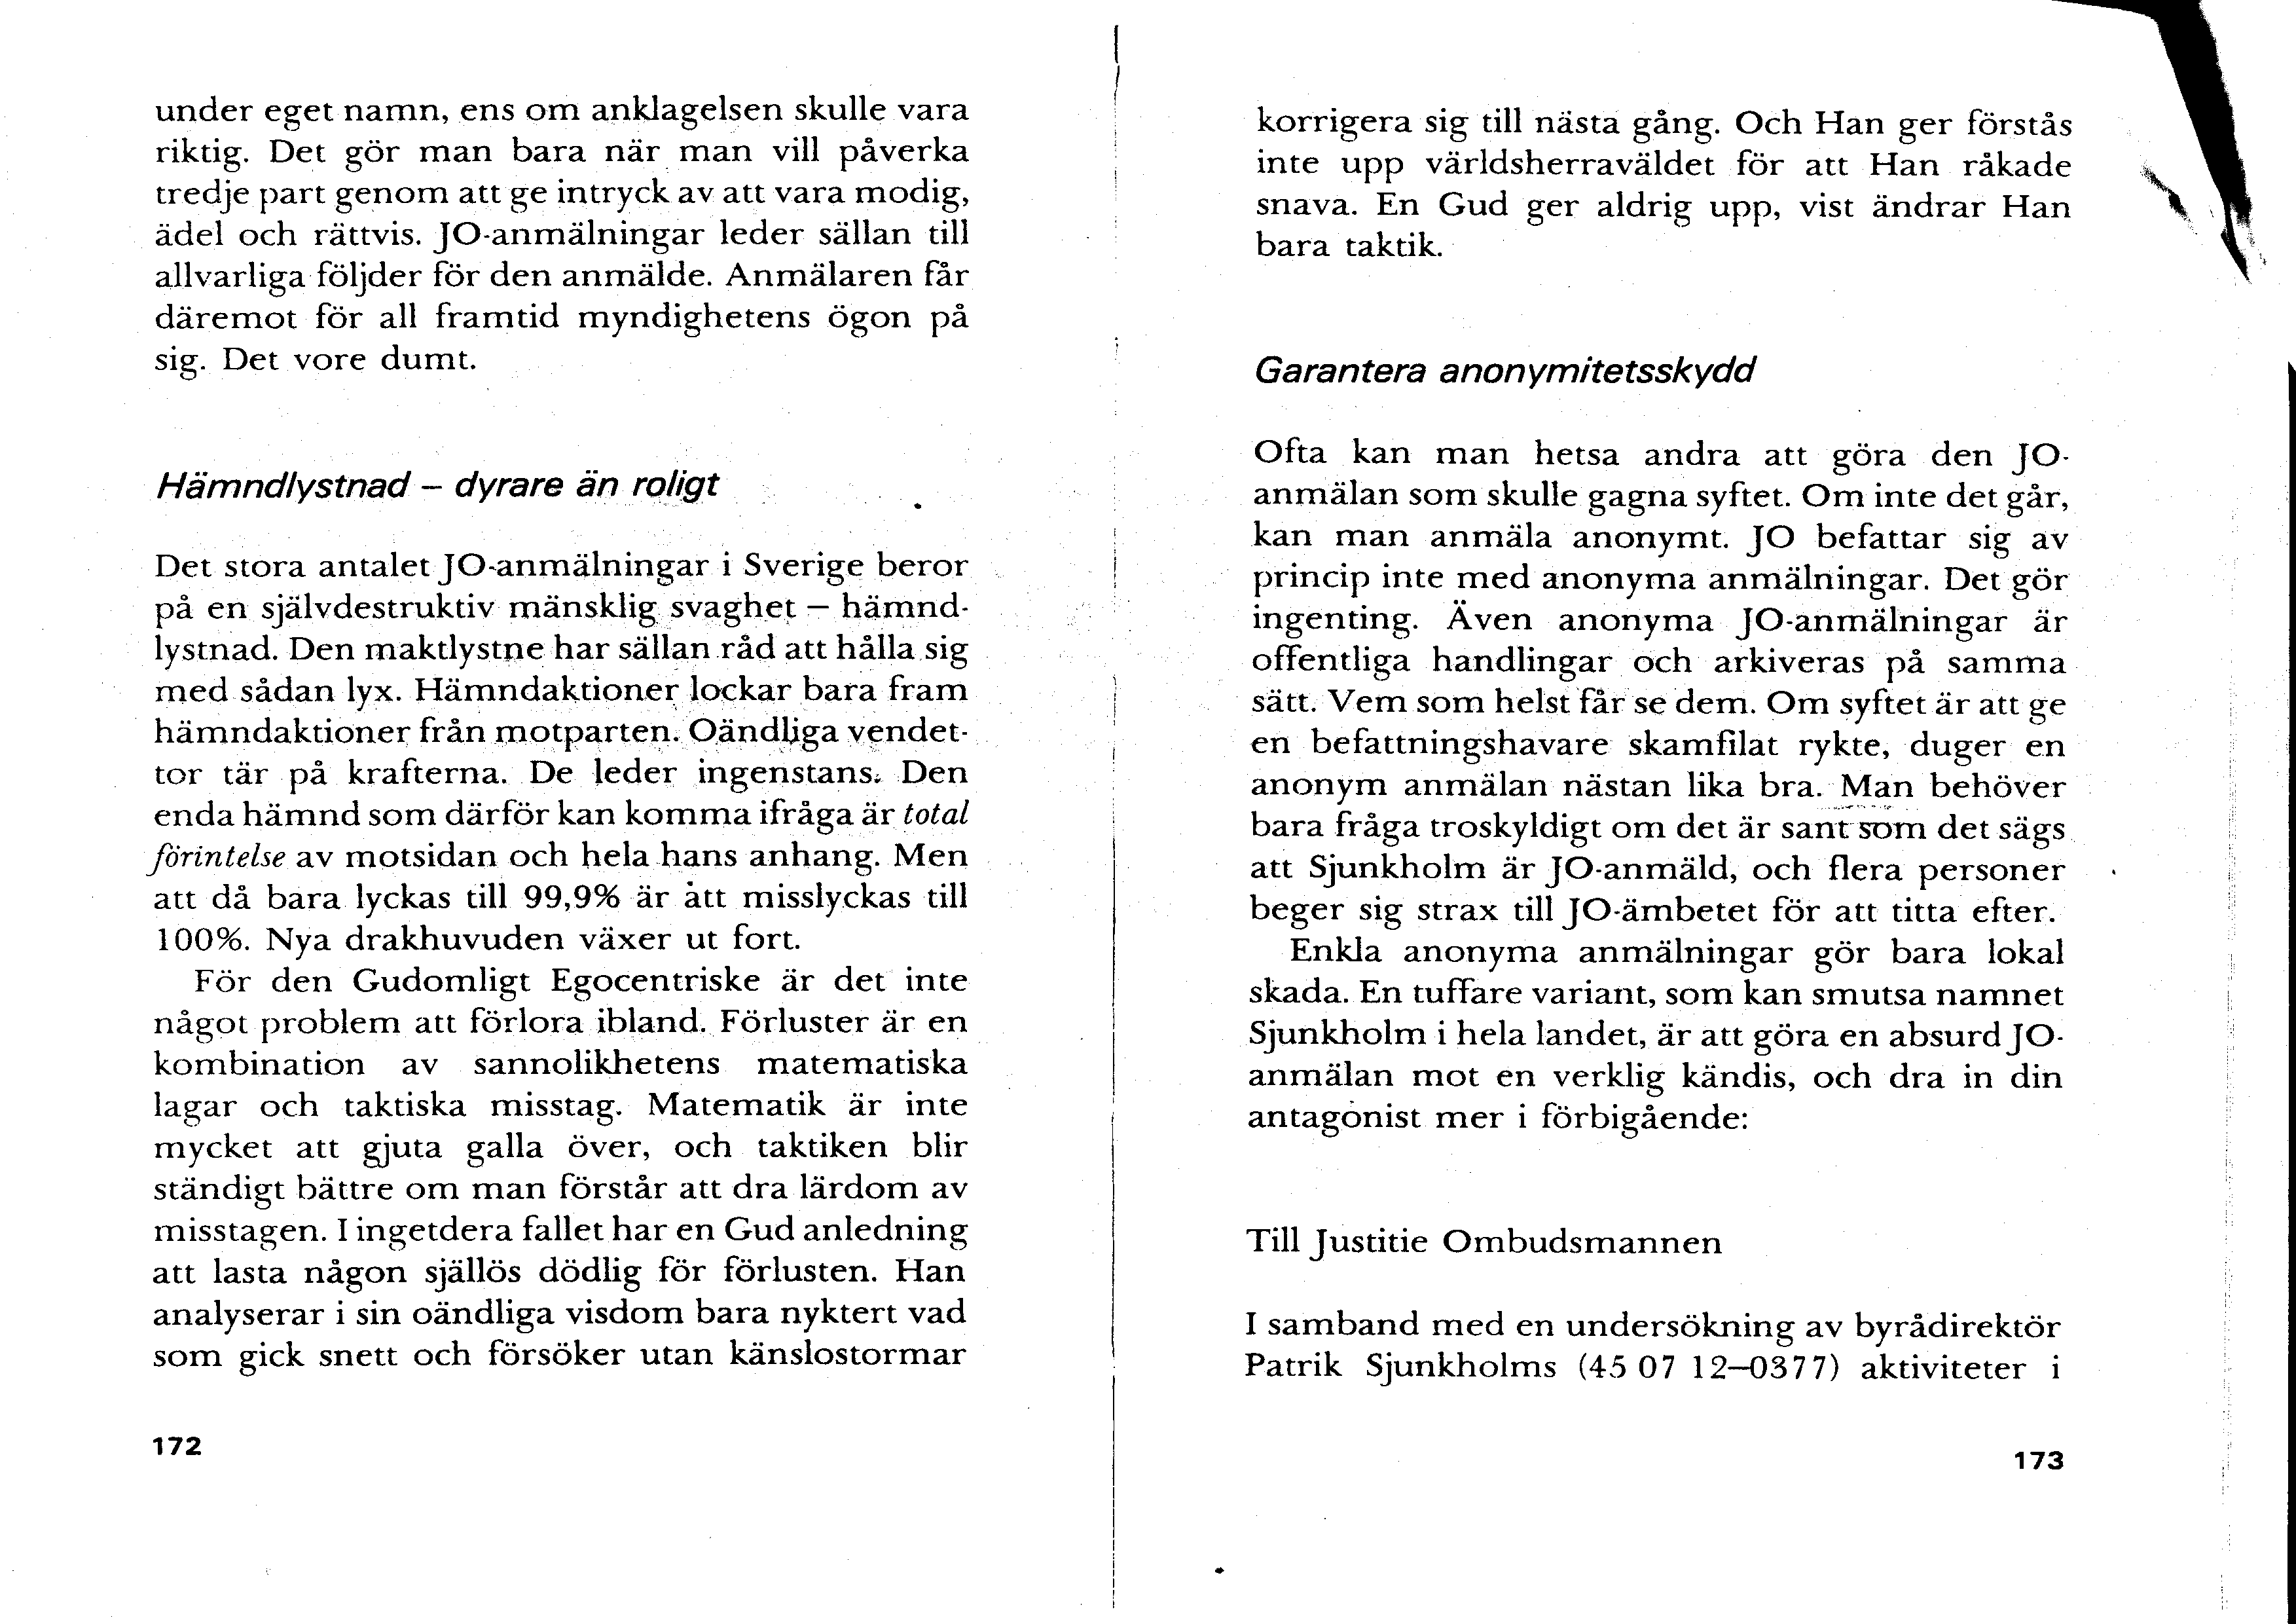 under eget namn, ens om anklagelsen skulle vara
riktig. Det gör man bara när man vill påverka
tredje part genom att ge intryck av att vara modig,
ädel och rättvis. JO-anmälningar leder sällan till
allvarliga följder för den anmälde. Anmälaren får
däremot för all framtid myndighetens ögon på
sig. Det vore dumt.
Hämndlystnad – dyrare än roligt
Det stora antalet JO-anmälningar i Sverige beror
på en självdestruktiv mänsklig svaghet – hämnd-
lystnad. Den maktlystne har sällan råd att hålla sig
med sådan lyx. Hämndaktioner lockar bara fram
hämndaktioner från motparten. Oändliga vendet-
tor tär på krafterna. De leder ingenstans. Den
enda hämnd som därför kan komma ifråga är total
förintelse av motsidan och hela hans anhang. Men
att då bara lyckas till 99,9% är att misslyckas till
100%. Nya drakhuvuden växer ut fort.
För den Gudomligt Egocentriske är det inte
något problem att förlora ibland. Förluster är en
kombination av sannolikhetens matematiska
lagar och taktiska misstag. Matematik är inte
mycket att gjuta galla över, och taktiken blir
ständigt bättre om man förstår att dra lärdom av
misstagen. I ingetdera fallet har en Gud anledning
att lasta någon själlös dödlig för förlusten. Han
analyserar i sin oändliga visdom bara nyktert vad
som gick snett och försöker utan känslostormar
172
korrigera sig till nästa gång. Och Han ger förstås
inte upp världsherraväldet för att Han råkade
snava. En Gud ger aldrig upp, vist ändrar Han
bara taktik.
Garantera anonymitetsskydd
Ofta kan man hetsa andra att göra den JO-
anmälan som skulle gagna syftet. Om inte det går,
kan man anmäla anonymt. JO befattar sig av
princip inte med anonyma anmälningar. Det gör
ingenting. Även anonyma JO-anmälningar är
offentliga handlingar och arkiveras på samma
sätt. Vem som helst får se dem. Om syftet är att ge
en befattningshavare skamfilat rykte, duger en
anonym anmälan nästan lika bra. Man behöver
bara fråga troskyldigt om det är sant som det sägs
att Sjunkholm är JO-anmäld, och flera personer
beger sig strax till JO-ämbetet för att titta efter.
Enkla anonyma anmälningar gör bara lokal
skada. En tuffare variant, som kan smutsa namnet
Sjunkholm i hela landet, är att göra en absurd JO-
anmälan mot en verklig kändis, och dra in din
antagonist mer i förbigående:
Till Justitie Ombudsmannen
I samband med en undersökning av byrådirektör
Patrik Sjunkholms (45 07 12–0377) aktiviteter i
173